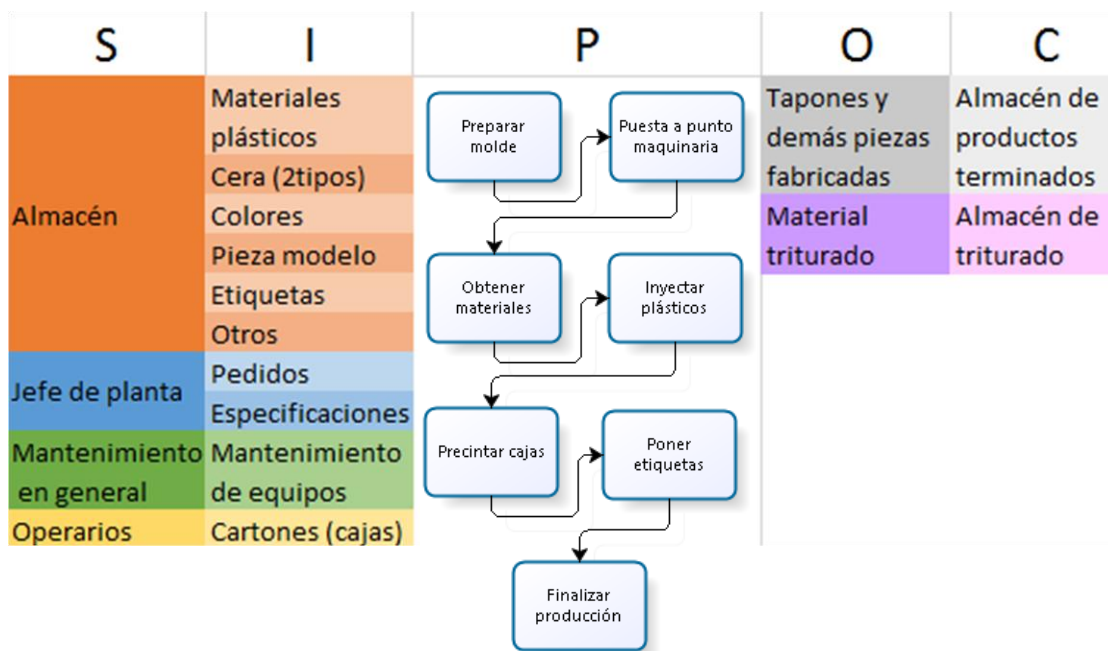 S
I
P
O
C
Almacén
Materiales
plásticos
Cera (2tipos)
Colores
Pieza modelo
Etiquetas
Otros
Jefe de planta
Pedidos
Especificaciones
Mantenimiento
en general
Mantenimiento
de equipos
Operarios
Cartones (cajas)
Preparar
molde
Puesta a punto
maquinaria
Obtener
materiales
Inyectar
plásticos
Precintar cajas
Poner
etiquetas
Finalizar
producción
Tapones y
demás piezas
fabricadas
Almacén de
productos
terminados
Material
triturado
Almacén de
triturado